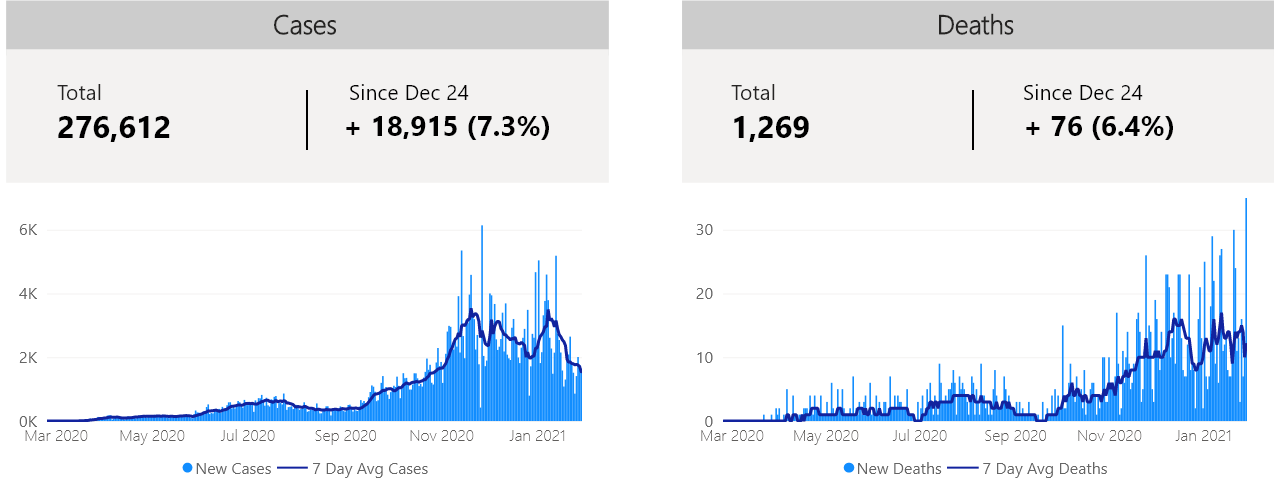 Cases
Total
276,612
Since Dec 24
+ 18,915 (7.3%)
6K
4K
2K
0K
Mar 2020 May 2020 Jul 2020 Sep 2020 Nov 2020 Jan 2021
New Cases 7 Day Avg Cases
Deaths
Total
1,269
Since Dec 24
+ 76 (6.4%)
30
20
10
0
Mar 2020 May 2020 Jul 2020 Sep 2020 Nov 2020 Jan 2021
New Deaths 7 Day Avg Deaths